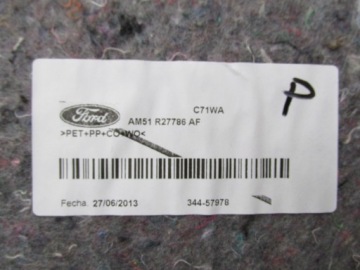 C71WA
P
Ford
AM51 R27786 AF
>PET+PP+CO+WO<
Fecha 27/06/2013 344-57978